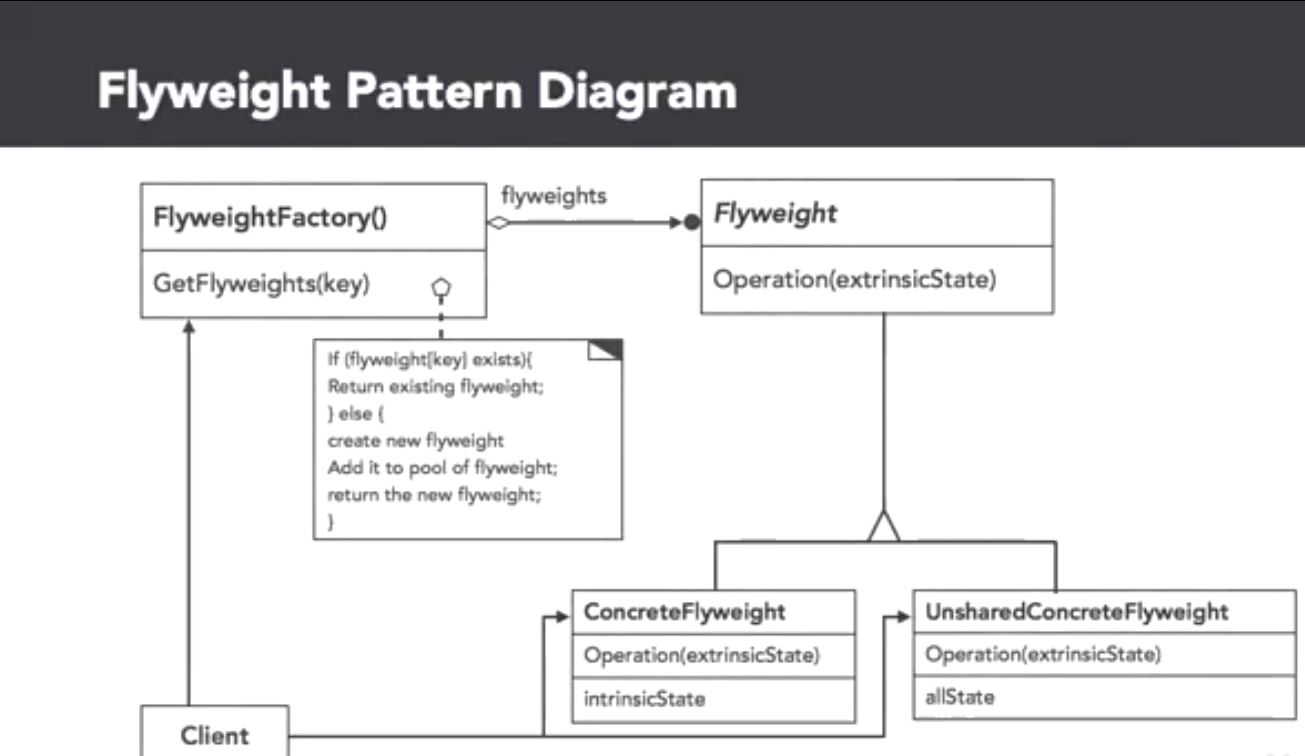 Flyweight Pattern Diagram
flyweights
FlyweightFactory()
GetFlyweights(key)
Flyweight
Operation(extrinsicState)
If (flyweight[key] exists){
Return existing flyweight;
} else {
create new flyweight
Add it to pool of flyweight;
return the new flyweight;
}
ConcreteFlyweight
Operation(extrinsicState)
intrinsicState
UnsharedConcreteFlyweight
Operation(extrinsicState)
allState
Client